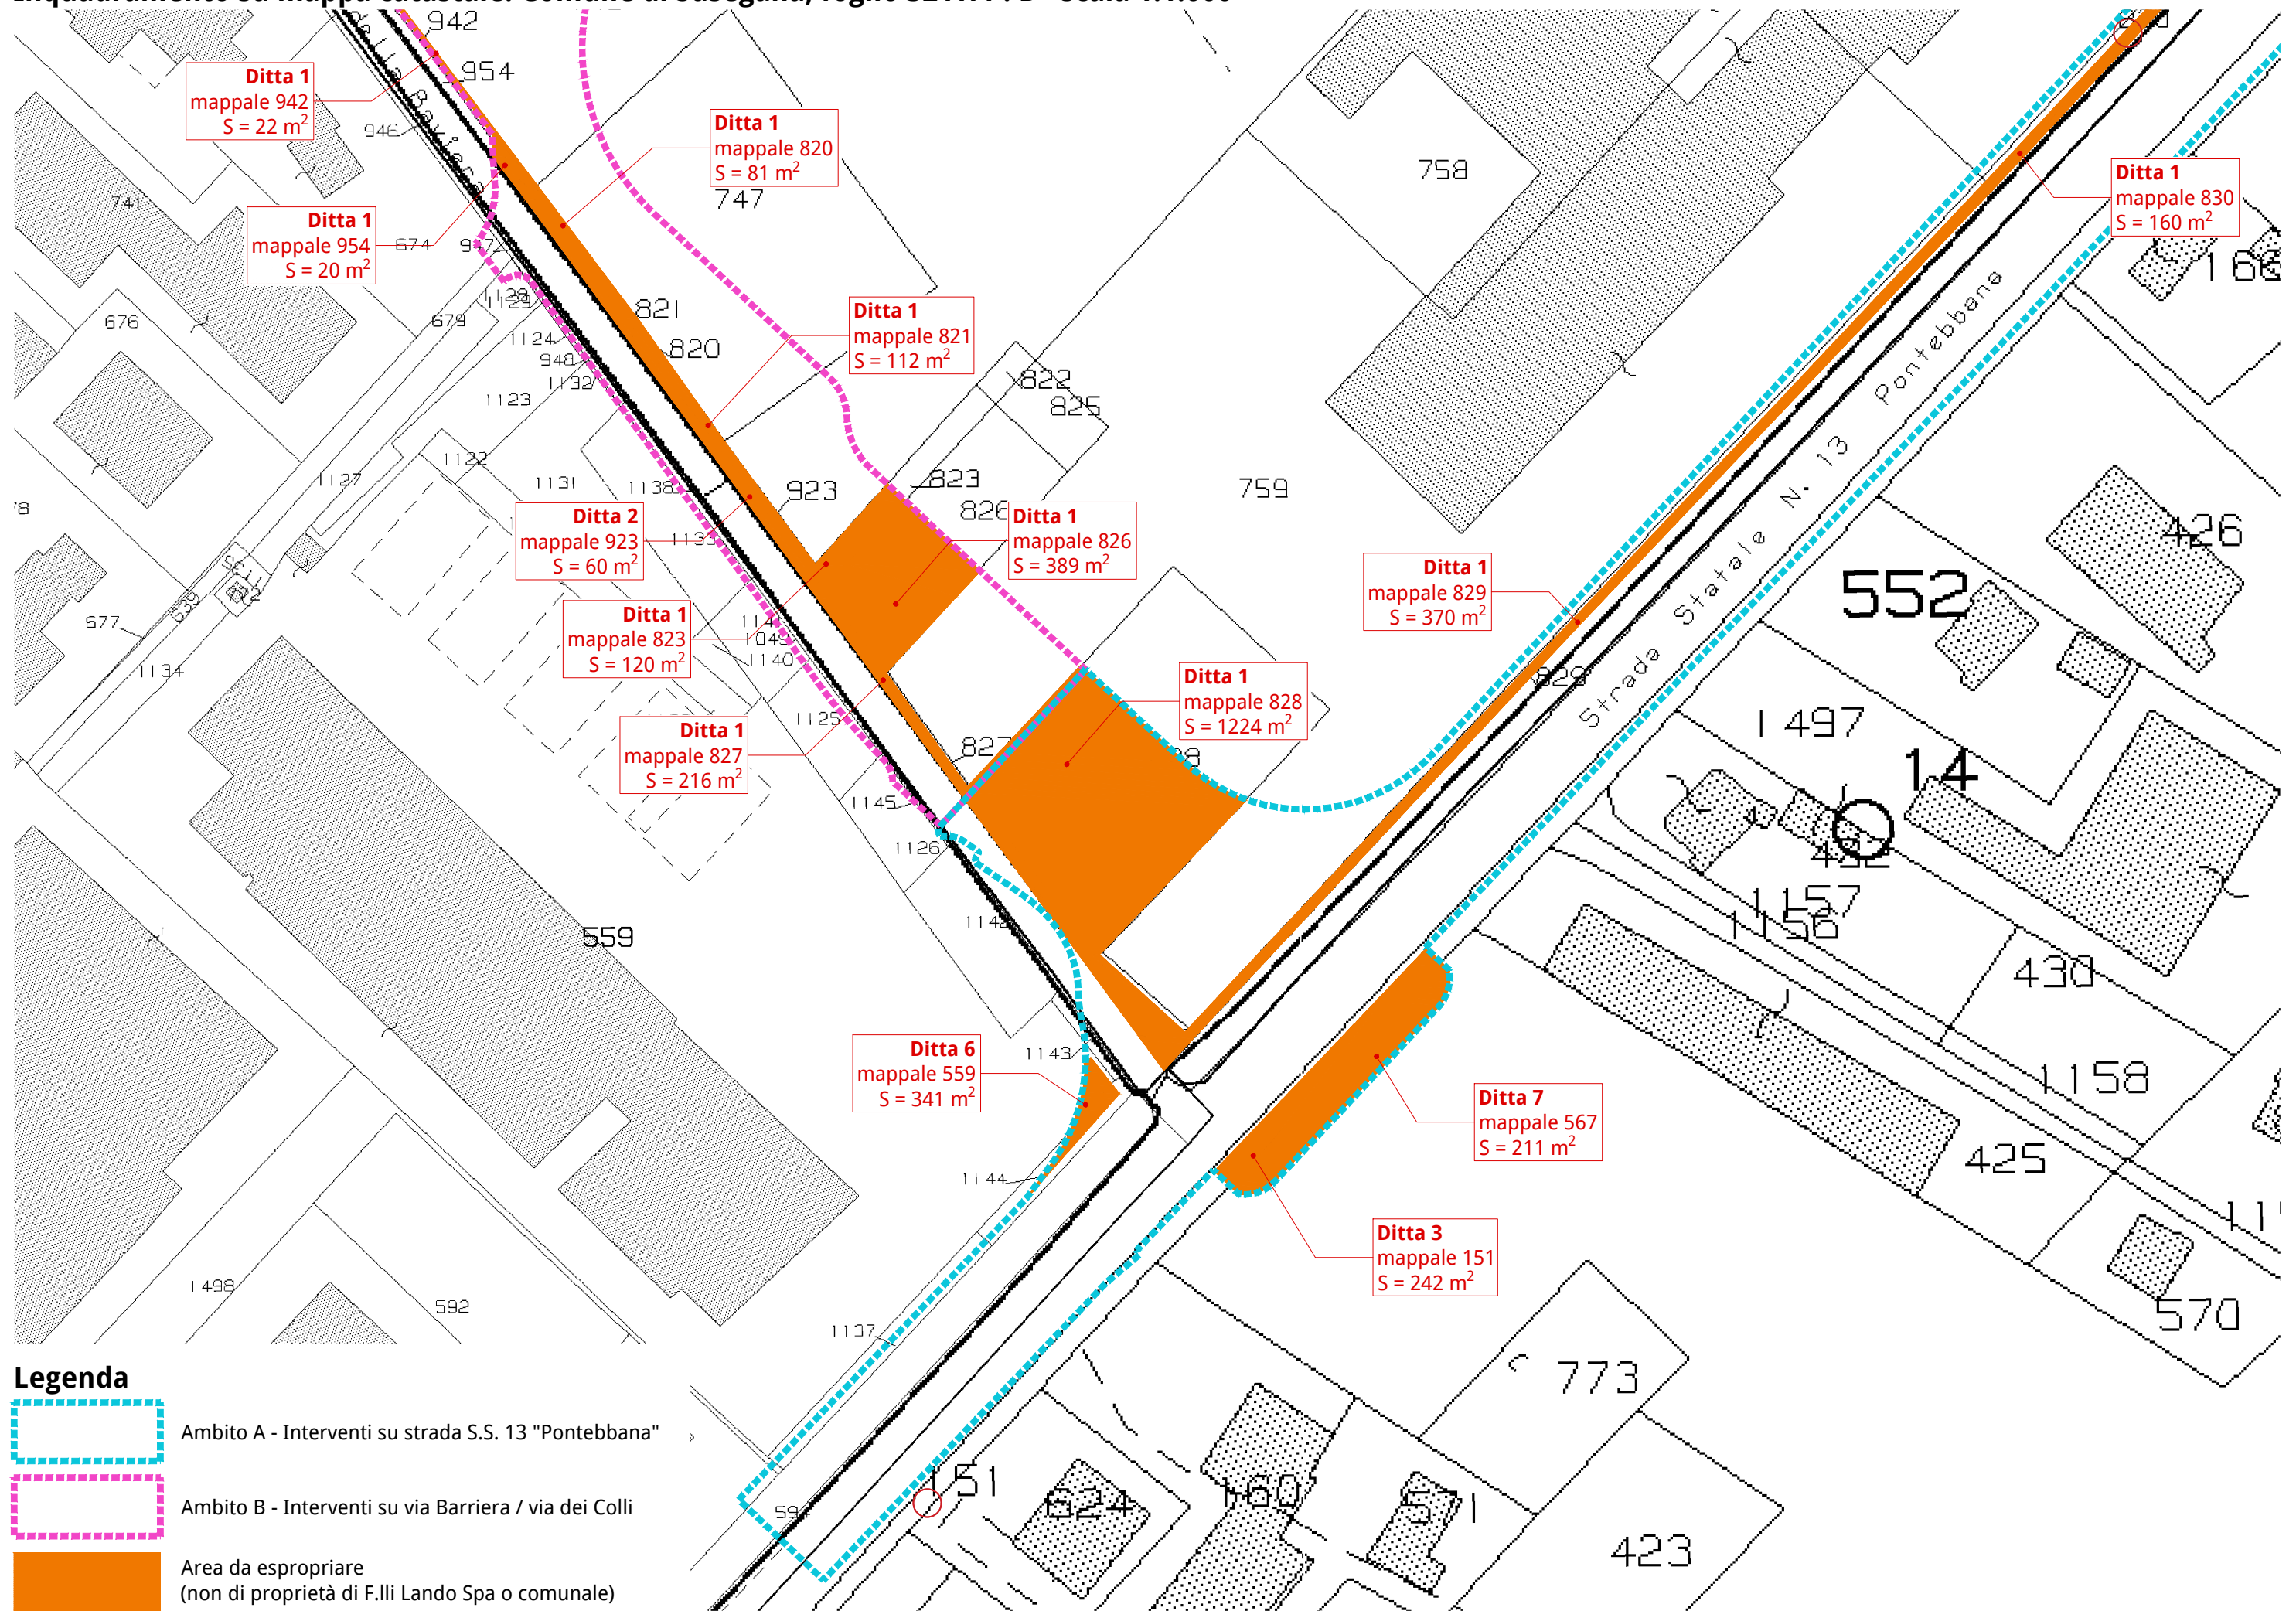 942
954
Ditta 1
mappale 942
S = 22 m²
946
Ditta 1
mappale 820
S = 81 m²
747
758
Ditta 1
mappale 830
S = 160 m²
741
Ditta 1
mappale 954
S = 20 m²
674
947
1128
1129
676
679
1124
948
1132
1123
821
820
Ditta 1
mappale 821
S = 112 m²
822
825
Strada Statale N. 13 Pontebbana
1122
1127
1131
1138
923
823
826
759
Ditta 2
mappale 923
S = 60 m²
1133
Ditta 1
mappale 826
S = 389 m²
426
552
Ditta 1
mappale 829
S = 370 m²
829
677
639
1134
Ditta 1
mappale 823
S = 120 m²
1049
1140
Ditta 1
mappale 828
S = 1224 m²
1125
Ditta 1
mappale 827
S = 216 m²
827
1497
14
1145
1126
1157
1156
559
430
1143
Ditta 6
mappale 559
S = 341 m²
1158
Ditta 7
mappale 567
S = 211 m²
425
1144
Ditta 3
mappale 151
S = 242 m²
1498
592
570
1137
773
151
624
160
571
423
Legenda
Ambito A - Interventi su strada S.S. 13 "Pontebbana"
Ambito B - Interventi su via Barriera / via dei Colli
Area da espropriare
(non di proprietà di F.lli Lando Spa o comunale)